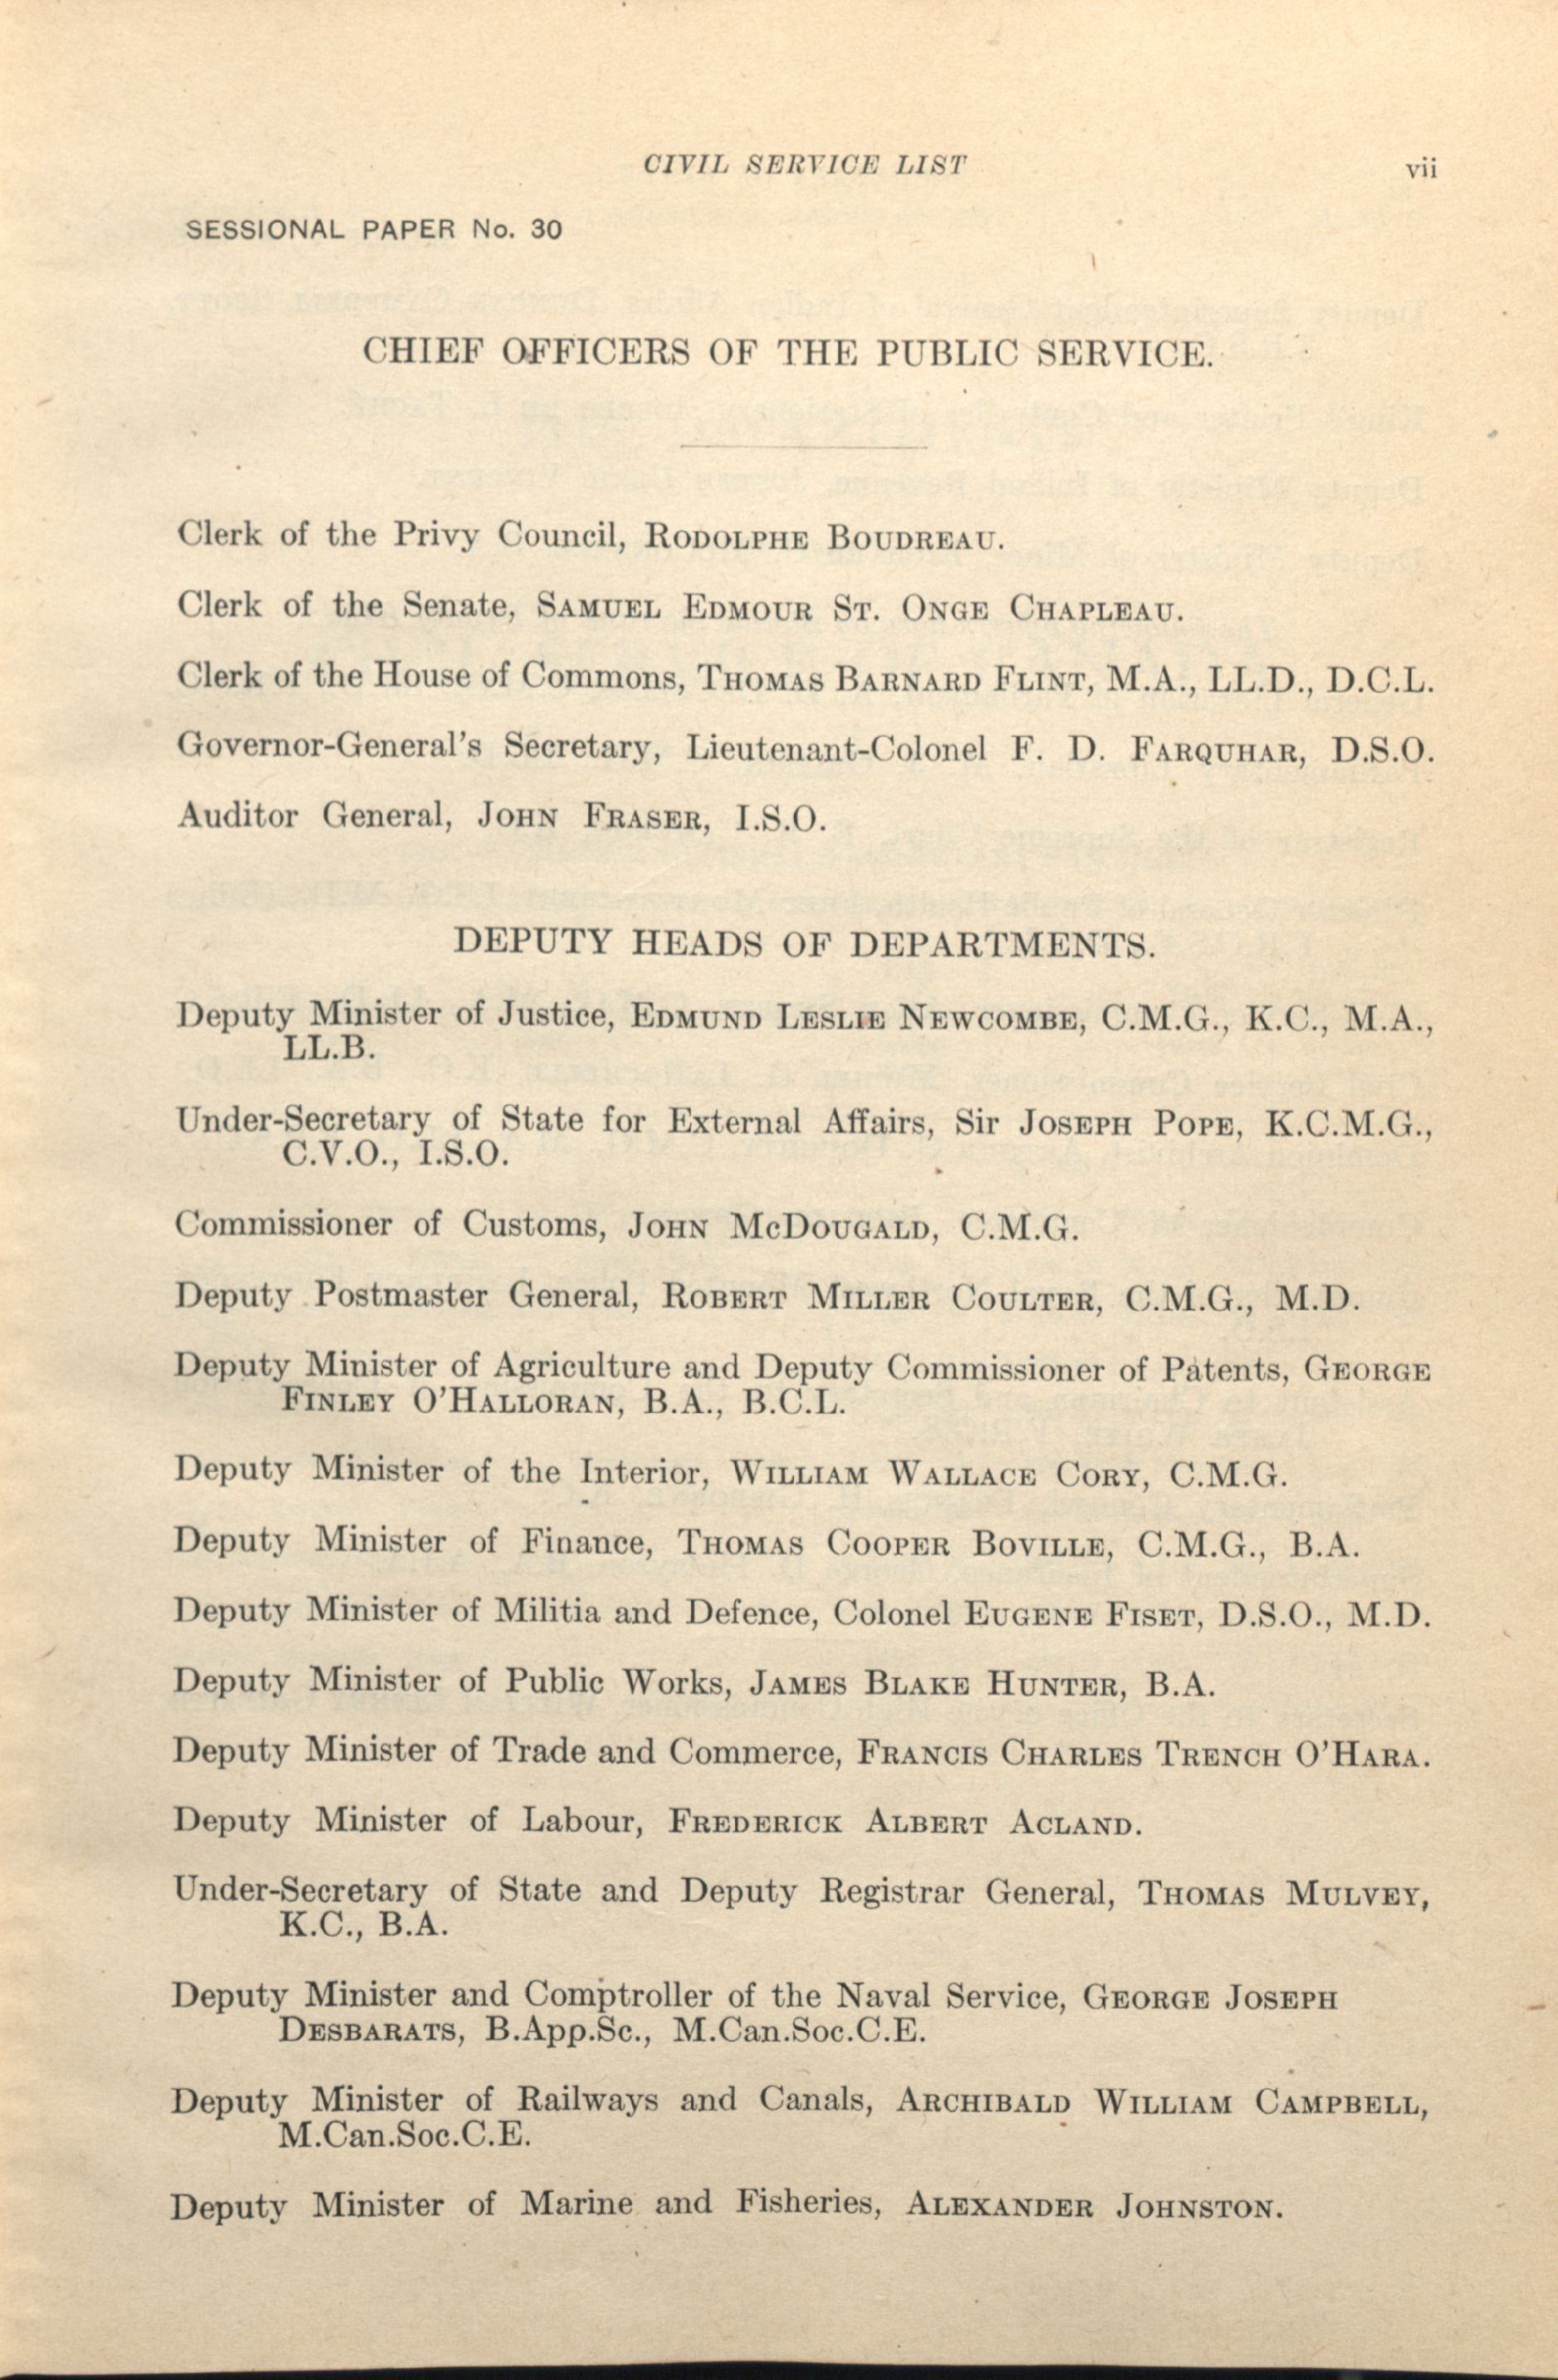 CIVIL SERVICE LIST vii
SESSIONAL PAPER No. 30
CHIEF OFFICERS OF THE PUBLIC SERVICE.
Clerk of the Privy Council, RODOLPHE BOUDREAU.
Clerk of the Senate, SAMUEL EDMOUR ST. ONGE CHAPLEAU.
Clerk of the House of Commons, THOMAS BARNARD FLINT, M.A., LL.D., D.C.L.
Governor-General's Secretary, Lieutenant-Colonel F. D. FARQUHAR, D.S.O.
Auditor General, JOHN FRASER, I.S.O.
DEPUTY HEADS OF DEPARTMENTS.
Deputy Minister of Justice, EDMUND LESLIE NEWCOMBE, C.M.G., K.C., M.A.,
LL.B.
Under-Secretary of State for External Affairs, Sir JOSEPH POPE, K.C.M.G.,
C.V.O., I.S.O.
Commissioner of Customs, JOHN MCDOUGALD, C.M.G.
Deputy Postmaster General, ROBERT MILLER COULTER, C.M.G., M.D.
Deputy Minister of Agriculture and Deputy Commissioner of Patents, GEORGE
FINLEY O'HALLORAN, B.A., B.C.L.
Deputy Minister of the Interior, WILLIAM WALLACE CORY, C.M.G.
Deputy Minister of Finance, THOMAS COOPER BOVILLE, C.M.G., B.A.
Deputy Minister of Militia and Defence, Colonel EUGENE FISET, D.S.O., M.D.
Deputy Minister of Public Works, JAMES BLAKE HUNTER, B.A.
Deputy Minister of Trade and Commerce, FRANCIS CHARLES TRENCH O'HARA.
Deputy Minister of Labour, FREDERICK ALBERT ACLAND.
Under-Secretary of State and Deputy Registrar General, THOMAS MULVEY,
K.C., B.A.
Deputy Minister and Comptroller of the Naval Service, GEORGE JOSEPH
DESBARATS, B.App.Sc., M.Can.Soc.C.E.
Deputy Minister of Railways and Canals, ARCHIBALD WILLIAM CAMPBELL,
M.Can.Soc.C.E.
Deputy Minister of Marine and Fisheries, ALEXANDER JOHNSTON.